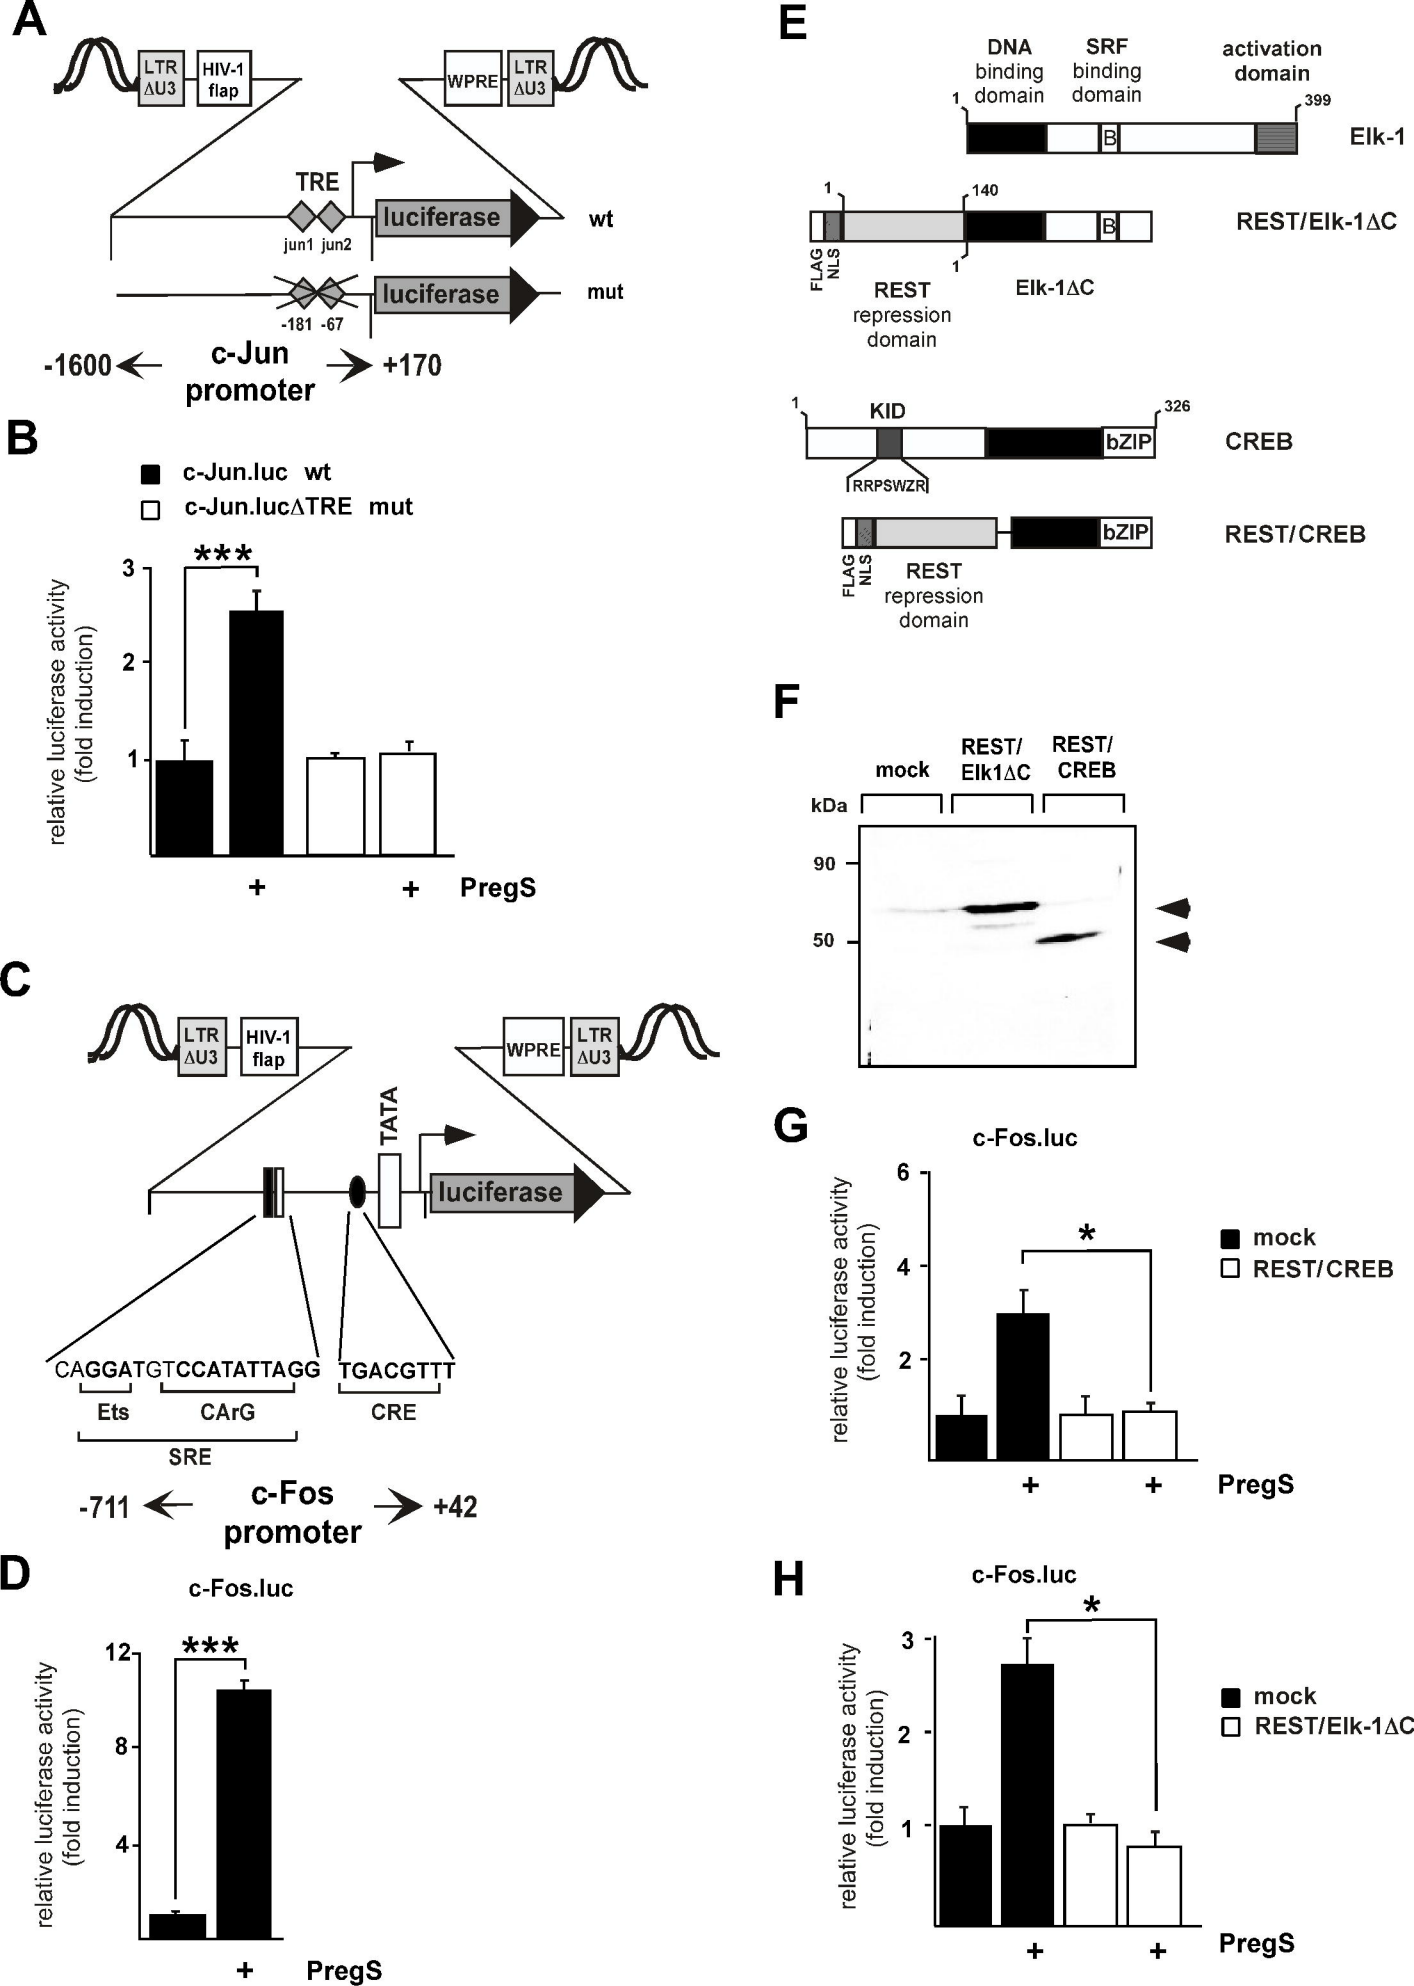 A
LTR
ΔU3
HIV-1
flap
WPRE
LTR
ΔU3
TRE
luciferase
wt
jun1 jun2
luciferase
mut
-181 -67
-1600
c-Jun
promoter
+170
B
c-Jun.luc wt
c-Jun.lucΔTRE mut
***
3
2
1
relative luciferase activity
(fold induction)
+ + PregS
C
LTR
ΔU3
HIV-1
flap
WPRE
LTR
ΔU3
TATA
luciferase
CAGGATGTCCATATTAGG TGACGTTT
Ets CArG CRE
SRE
-711
c-Fos
promoter
+42
D
c-Fos.luc
***
12
8
4
relative luciferase activity
(fold induction)
+ PregS
E
DNA
binding
domain
SRF
binding
domain
activation
domain
1
399
B
Elk-1
1
140
B
REST/Elk-1ΔC
FLAG
NLS
1
REST
repression
domain
Elk-1ΔC
1
KID
326
bZIP
CREB
RRPSWZR
bZIP
REST/CREB
FLAG
NLS
REST
repression
domain
F
kDa
mock
REST/
Elk1ΔC
REST/
CREB
90
50
G
c-Fos.luc
6
4
2
*
relative luciferase activity
(fold induction)
mock
REST/CREB
+ + PregS
H
c-Fos.luc
*
3
2
1
relative luciferase activity
(fold induction)
mock
REST/Elk-1ΔC
+ + PregS